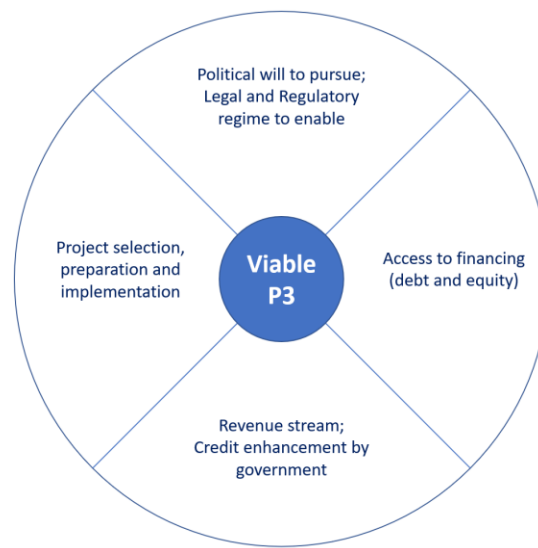 Political will to pursue;
Legal and Regulatory
regime to enable
Project selection,
preparation and
implementation
Viable
P3
Access to financing
(debt and equity)
Revenue stream;
Credit enhancement by
government